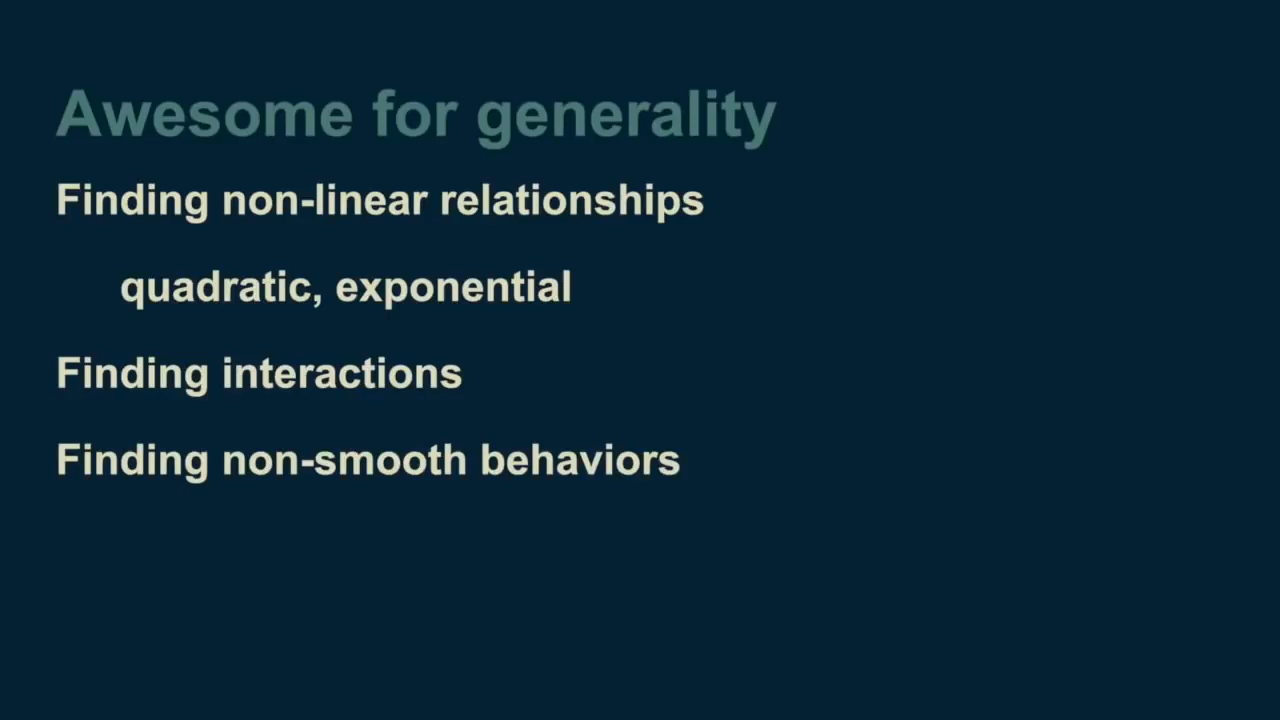 Awesome for generality
Finding non-linear relationships
quadratic, exponential
Finding interactions
Finding non-smooth behaviors